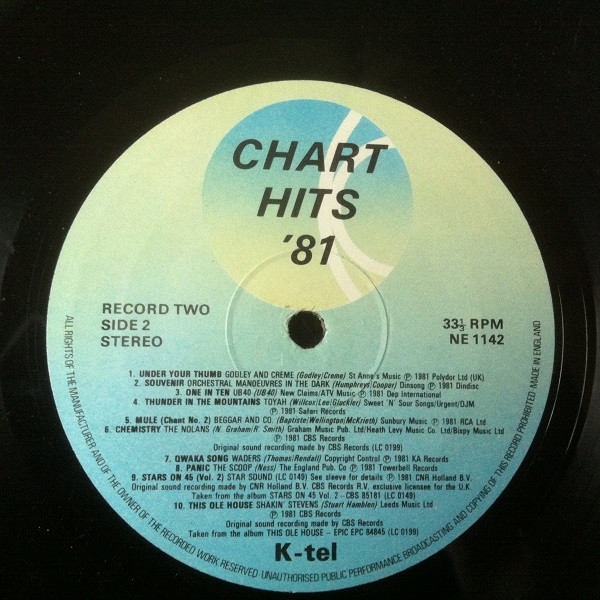 CHART
HITS
'81
RECORD TWO
SIDE 2
STEREO
33⅓ RPM
NE 1142
1. UNDER YOUR THUMB GODLEY AND CREME (Godley/Creme) St Anne's Music ℗ 1981 Polydor Ltd (UK)
2. SOUVENIR ORCHESTRAL MANOEUVRES IN THE DARK (Humphreys/Cooper) Dinsong ℗ 1981 Dindisc
3. ONE IN TEN UB40 (UB40) New Claims/ATV Music ℗ 1981 Dep International
4. THUNDER IN THE MOUNTAINS TOYAH (Willcox/Lee/Glockler) Sweet 'N' Sour Songs/Urgent/DJM
℗ 1981 Safari Records
5. MULE (Chant No. 2) BEGGAR AND CO. (Baptiste/Wellington/McKrieth) Sunbury Music ℗ 1981 RCA Ltd
6. CHEMISTRY THE NOLANS (N. Graham/R. Smith) Graham Music Pub. Ltd/Heath Levy Music Co. Ltd/Bixpy Music Ltd
℗ 1981 CBS Records
Original sound recording made by CBS Records (LC 0199)
7. QWAKA SONG WADERS (Thomas/Rendall) Copyright Control ℗ 1981 KA Records
8. PANIC THE SCOOP (Ness) The England Pub. Co ℗ 1981 Towerbell Records
9. STARS ON 45 (Vol. 2) STAR SOUND (LC 0149) See sleeve for details ℗ 1981 CNR Holland B.V.
Original sound recording made by CNR Holland B.V. CBS Records R.V. exclusive licensee for the U.K.
Taken from the album STARS ON 45 Vol. 2 – CBS 85181 (LC 0149)
10. THIS OLE HOUSE SHAKIN' STEVENS (Stuart Hamblen) Leeds Music Ltd
℗ 1981 CBS Records
Original sound recording made by CBS Records
Taken from the album THIS OLE HOUSE – EPIC EPC 84845 (LC 0199)
K-tel
ALL RIGHTS OF THE MANUFACTURER AND OF THE OWNER OF THE RECORDED WORK RESERVED · UNAUTHORISED PUBLIC PERFORMANCE BROADCASTING AND COPYING OF THIS RECORD PROHIBITED · MADE IN ENGLAND